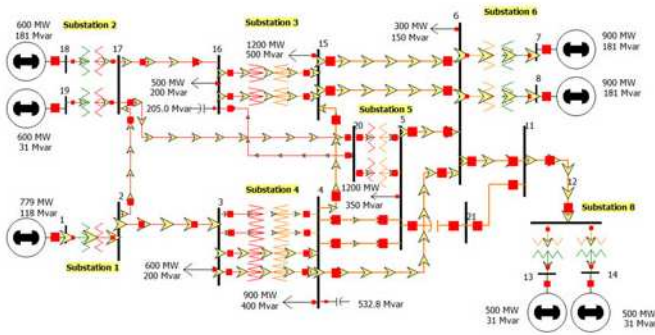 600 MW
181 Mvar
Substation 2
18
17
16
Substation 3
1200 MW
500 Mvar
15
300 MW
150 Mvar
6
Substation 6
7
900 MW
181 Mvar
19
500 MW
200 Mvar
205.0 Mvar
600 MW
31 Mvar
8
900 MW
181 Mvar
20
Substation 5
5
11
1200 MW
350 Mvar
21
12
Substation 8
779 MW
118 Mvar
1
2
Substation 1
3
Substation 4
4
600 MW
200 Mvar
900 MW
400 Mvar
532.8 Mvar
13
14
500 MW
31 Mvar
500 MW
31 Mvar